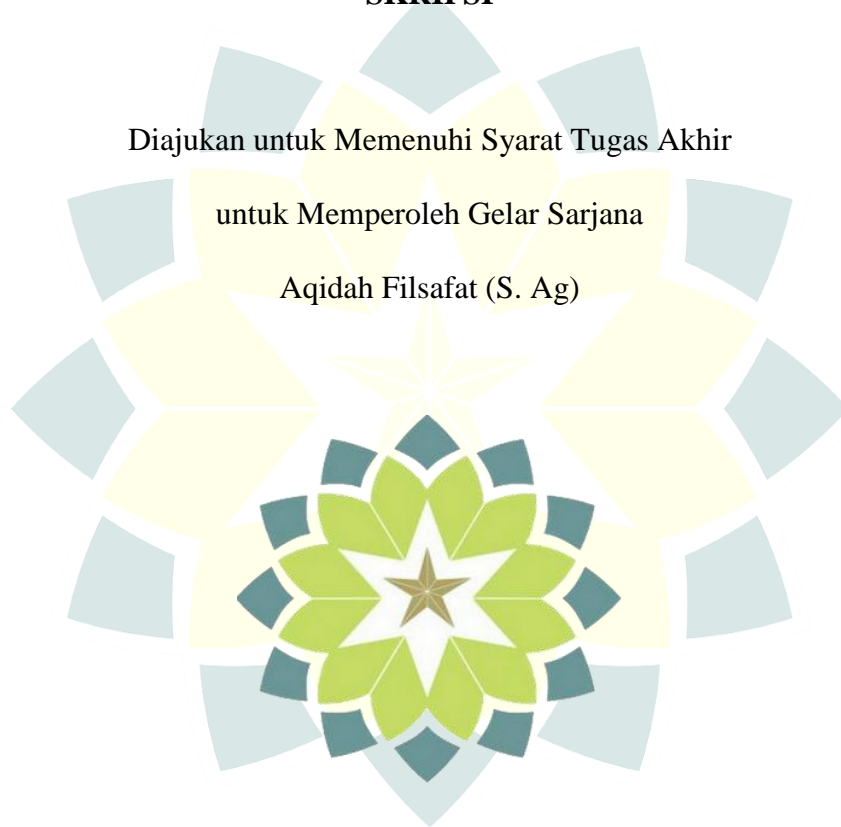 Diajukan untuk Memenuhi Syarat Tugas Akhir
untuk Memperoleh Gelar Sarjana
Aqidah Filsafat (S. Ag)